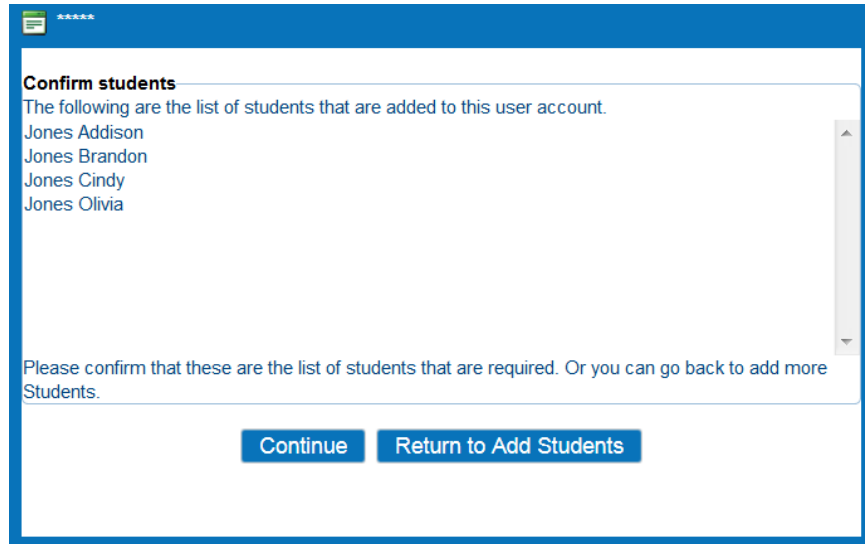 *****
Confirm students
The following are the list of students that are added to this user account.
Jones Addison
Jones Brandon
Jones Cindy
Jones Olivia
Please confirm that these are the list of students that are required. Or you can go back to add more
Students.
Continue Return to Add Students